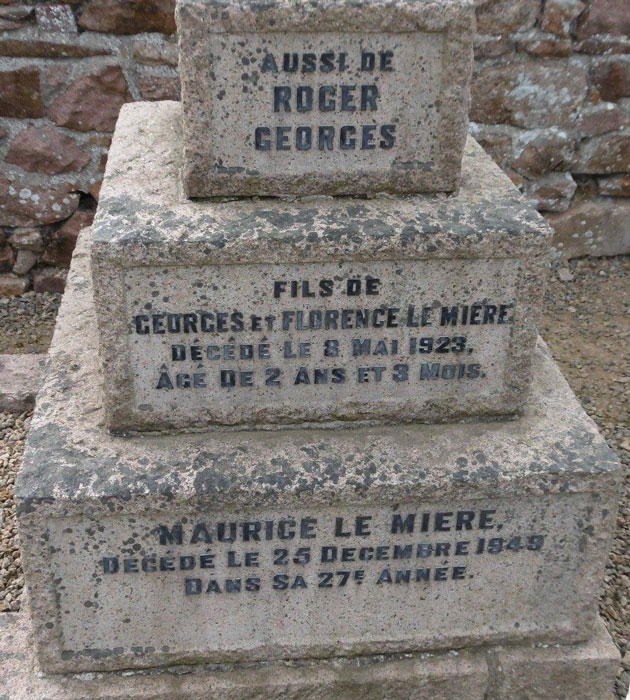 AUSSI DE
ROGER
GEORGES
FILS DE
GEORGES ET FLORENCE LE MIÈRE,
DÉCÉDÉ LE 8 MAI 1923,
ÂGÉ DE 2 ANS ET 3 MOIS.
MAURICE LE MIERE,
DÉCÉDÉ LE 25 DECEMBRE 1949
DANS SA 27E ANNÉE.